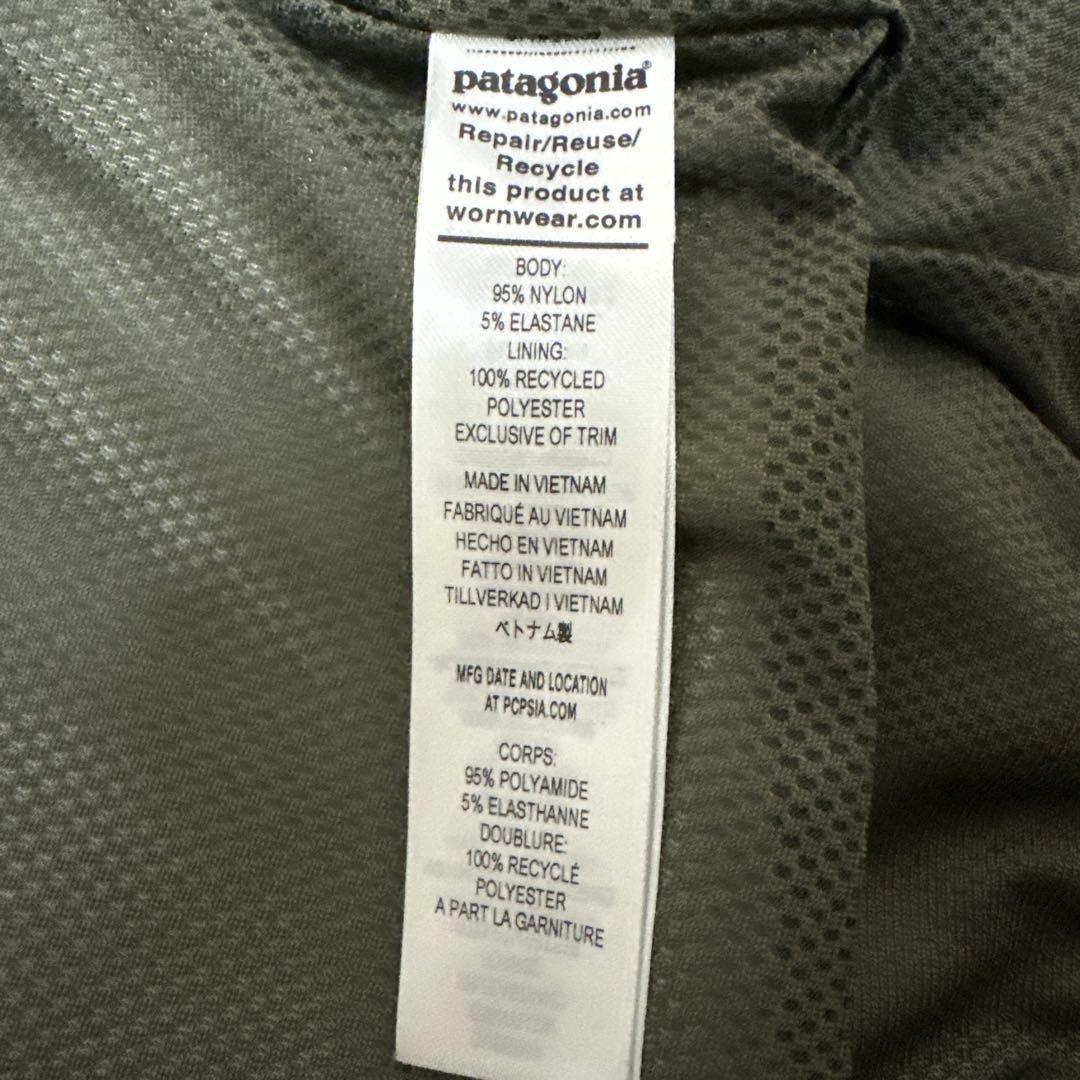 patagonia®
www.patagonia.com
Repair/Reuse/
Recycle
this product at
wornwear.com
BODY:
95% NYLON
5% ELASTANE
LINING:
100% RECYCLED
POLYESTER
EXCLUSIVE OF TRIM
MADE IN VIETNAM
FABRIQUÉ AU VIETNAM
HECHO EN VIETNAM
FATTO IN VIETNAM
TILLVERKAD I VIETNAM
ベトナム製
MFG DATE AND LOCATION
AT PCPSIA.COM
CORPS:
95% POLYAMIDE
5% ELASTHANNE
DOUBLURE:
100% RECYCLÉ
POLYESTER
A PART LA GARNITURE